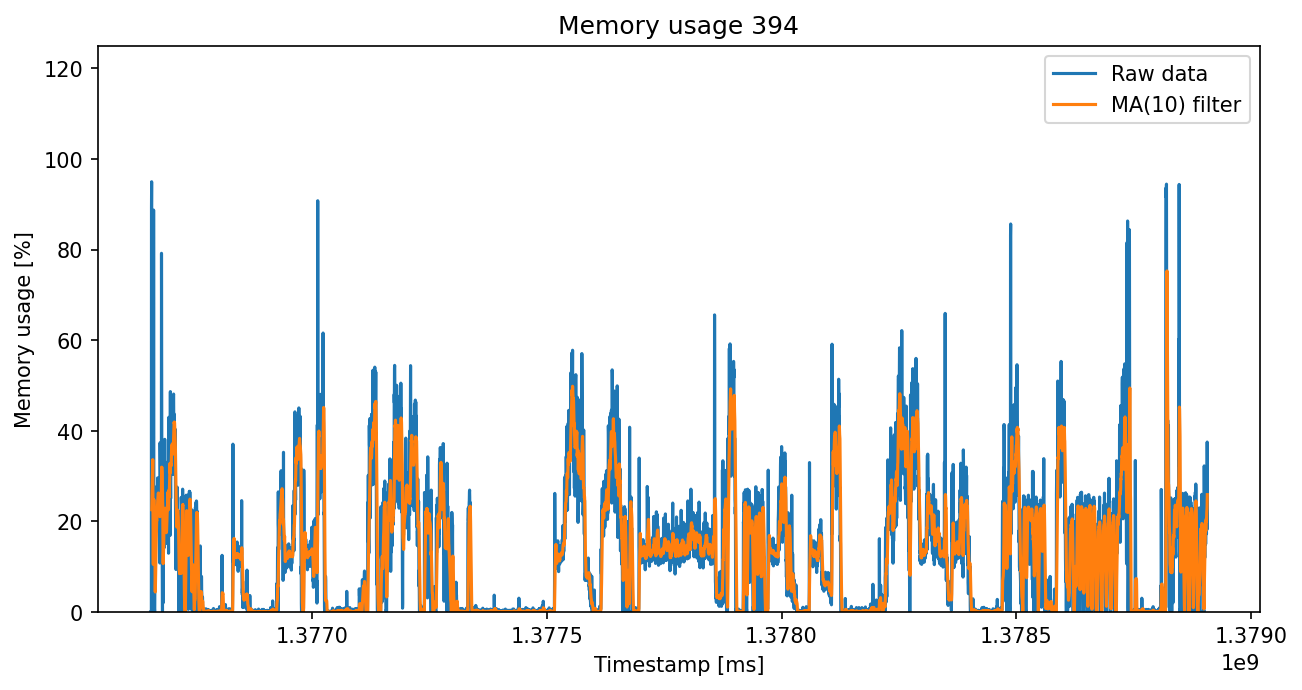 Memory usage 394
Raw data
MA(10) filter
Memory usage [%]
120
100
80
60
40
20
0
1.3770 1.3775 1.3780 1.3785 1.3790
1e9
Timestamp [ms]